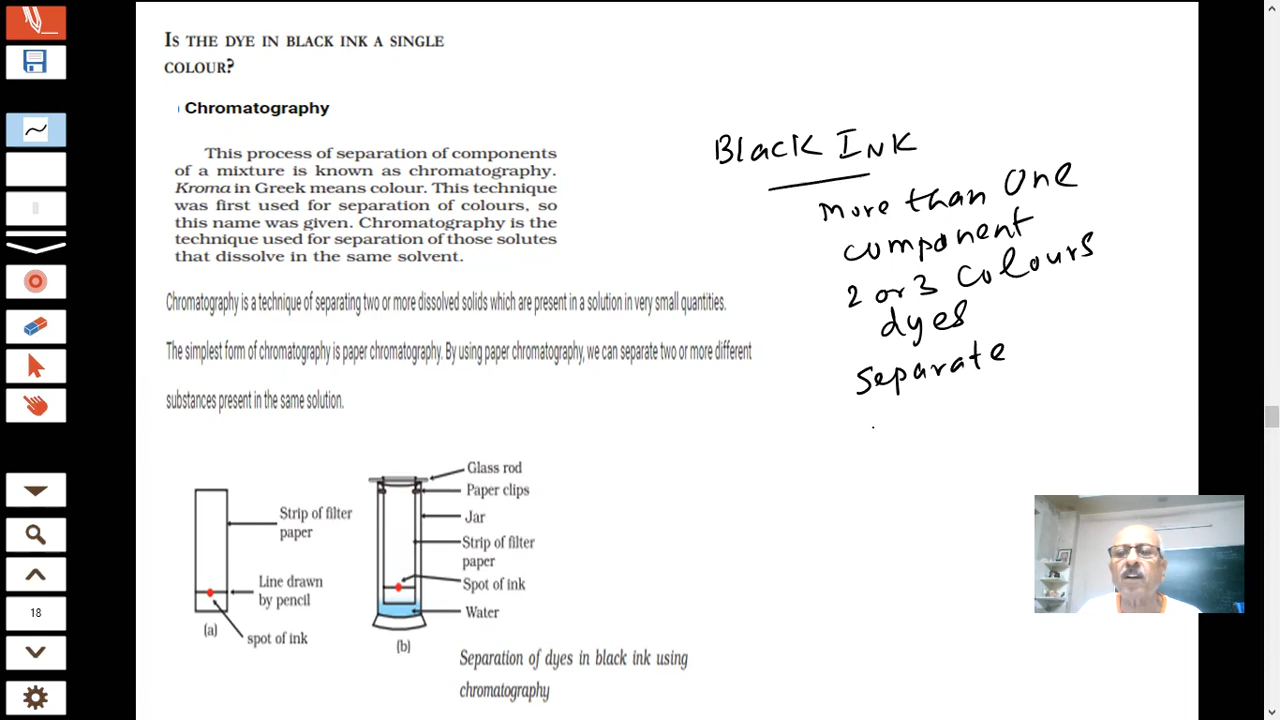 IS THE DYE IN BLACK INK A SINGLE
COLOUR?
Chromatography
This process of separation of components
of a mixture is known as chromatography.
Kroma in Greek means colour. This technique
was first used for separation of colours, so
this name was given. Chromatography is the
technique used for separation of those solutes
that dissolve in the same solvent.
Chromatography is a technique of separating two or more dissolved solids which are present in a solution in very small quantities.
The simplest form of chromatography is paper chromatography. By using paper chromatography, we can separate two or more different
substances present in the same solution.
Black INK
more than One
component
2 or 3 Colours
dyes
separate
Strip of filter
paper
Line drawn
by pencil
spot of ink
(a)
Glass rod
Paper clips
Jar
Strip of filter
paper
Spot of ink
Water
(b)
Separation of dyes in black ink using
chromatography
18